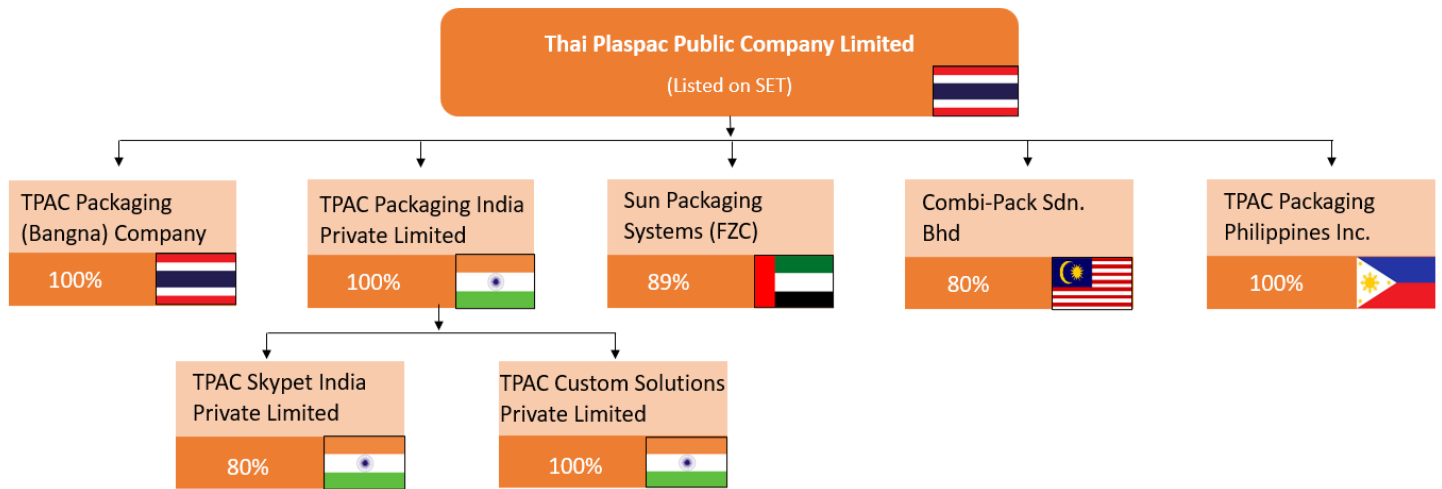 Thai Plaspac Public Company Limited
(Listed on SET)
TPAC Packaging
(Bangna) Company
100%
TPAC Packaging India
Private Limited
100%
Sun Packaging
Systems (FZC)
89%
Combi-Pack Sdn.
Bhd
80%
TPAC Packaging
Philippines Inc.
100%
TPAC Skypet India
Private Limited
80%
TPAC Custom Solutions
Private Limited
100%